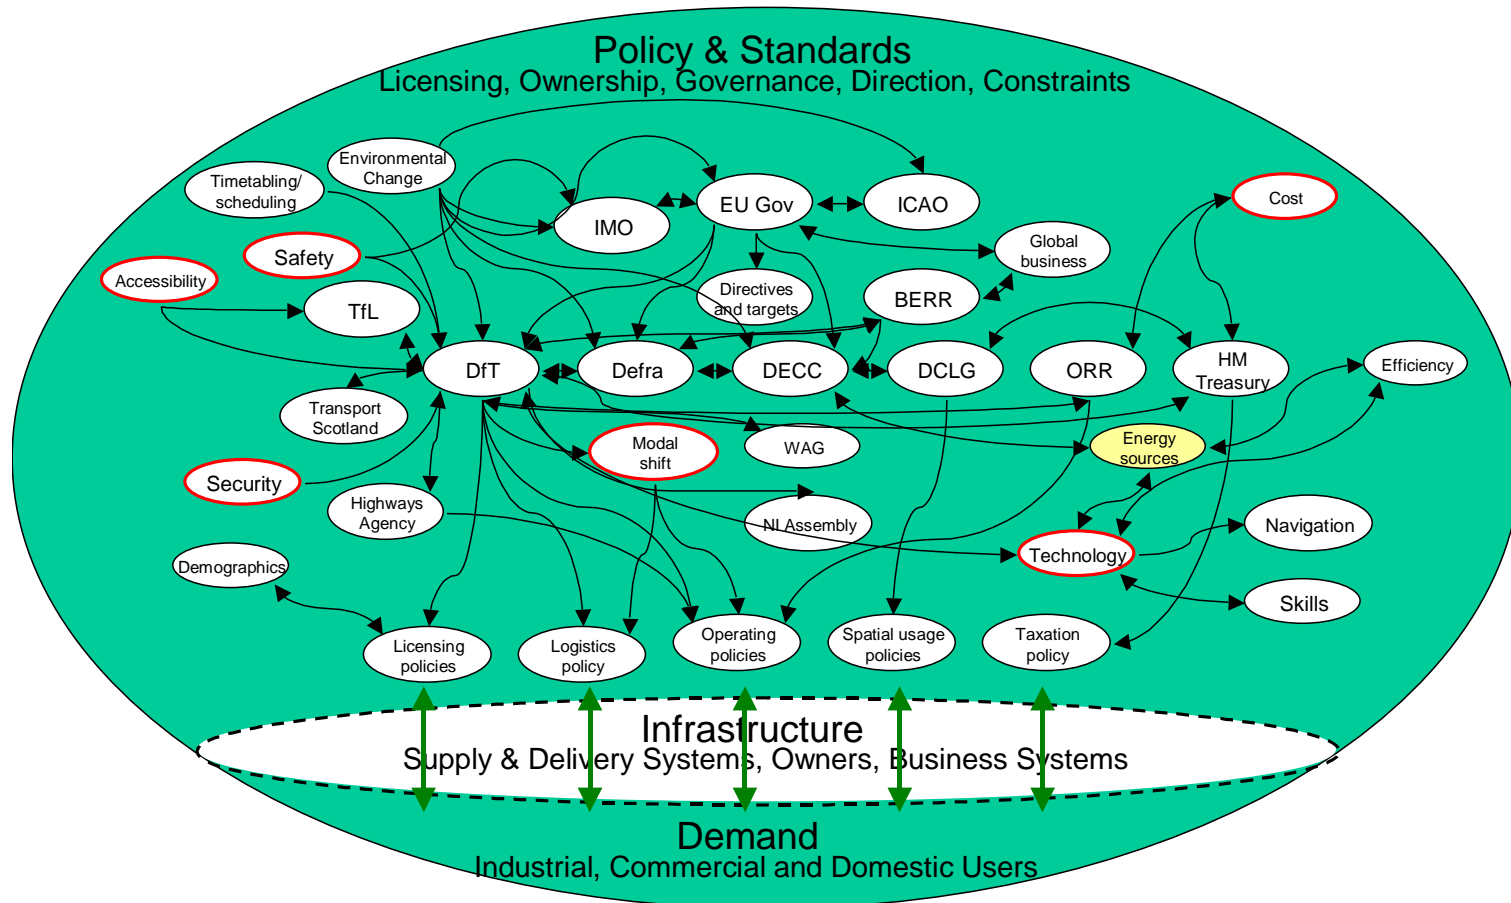 Policy & Standards
Licensing, Ownership, Governance, Direction, Constraints
Environmental
Change
Timetabling/
scheduling
IMO
EU Gov
ICAO
Cost
Safety
Global
business
Accessibility
TfL
Directives
and targets
BERR
DfT
Defra
DECC
DCLG
ORR
HM
Treasury
Efficiency
Transport
Scotland
Modal
shift
WAG
Energy
sources
Security
Highways
Agency
NI Assembly
Technology
Navigation
Demographics
Skills
Licensing
policies
Logistics
policy
Operating
policies
Spatial usage
policies
Taxation
policy
Infrastructure
Supply & Delivery Systems, Owners, Business Systems
Demand
Industrial, Commercial and Domestic Users